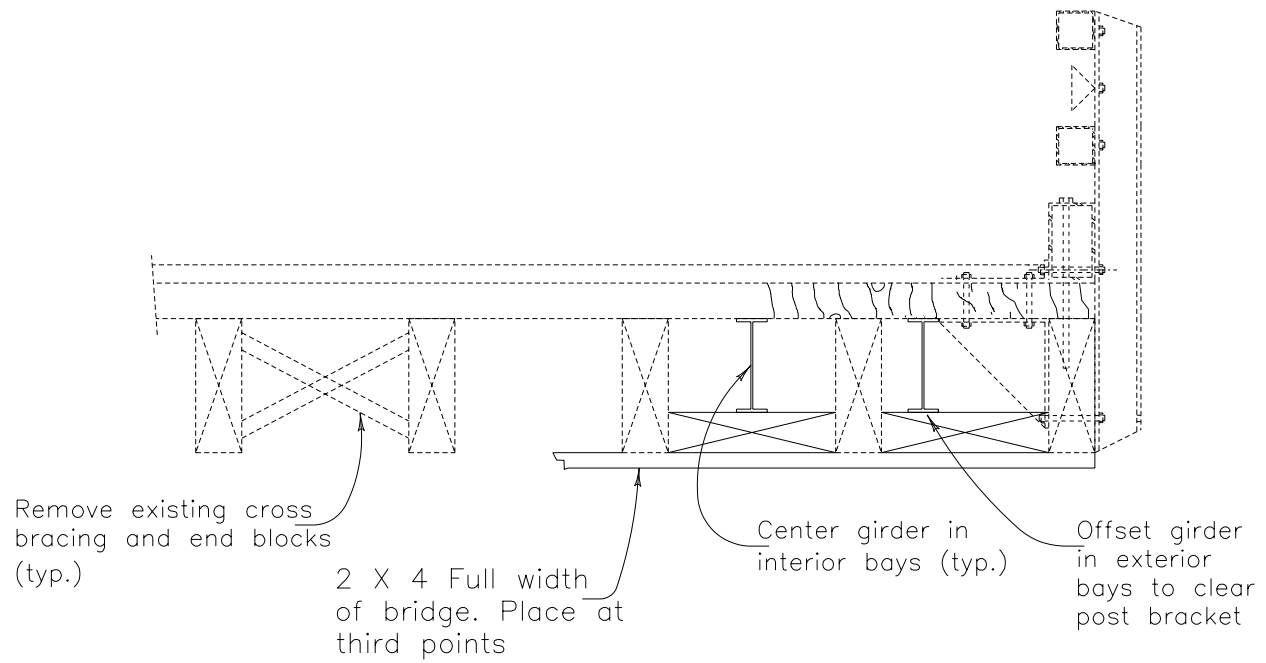 Remove existing cross
bracing and end blocks
(typ.)
2 X 4 Full width
of bridge. Place at
third points
Center girder in
interior bays (typ.)
Offset girder
in exterior
bays to clear
post bracket